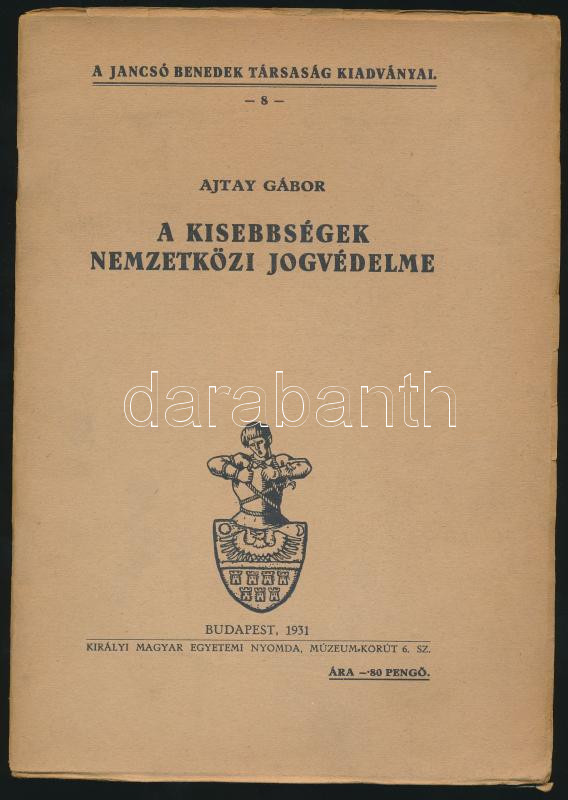 A JANCSÓ BENEDEK TÁRSASÁG KIADVÁNYAI.
— 8 —
AJTAY GÁBOR
A KISEBBSÉGEK
NEMZETKÖZI JOGVÉDELME
darabanth
BUDAPEST, 1931
KIRÁLYI MAGYAR EGYETEMI NYOMDA, MÚZEUM-KÖRÚT 6. SZ.
ÁRA —·80 PENGŐ.